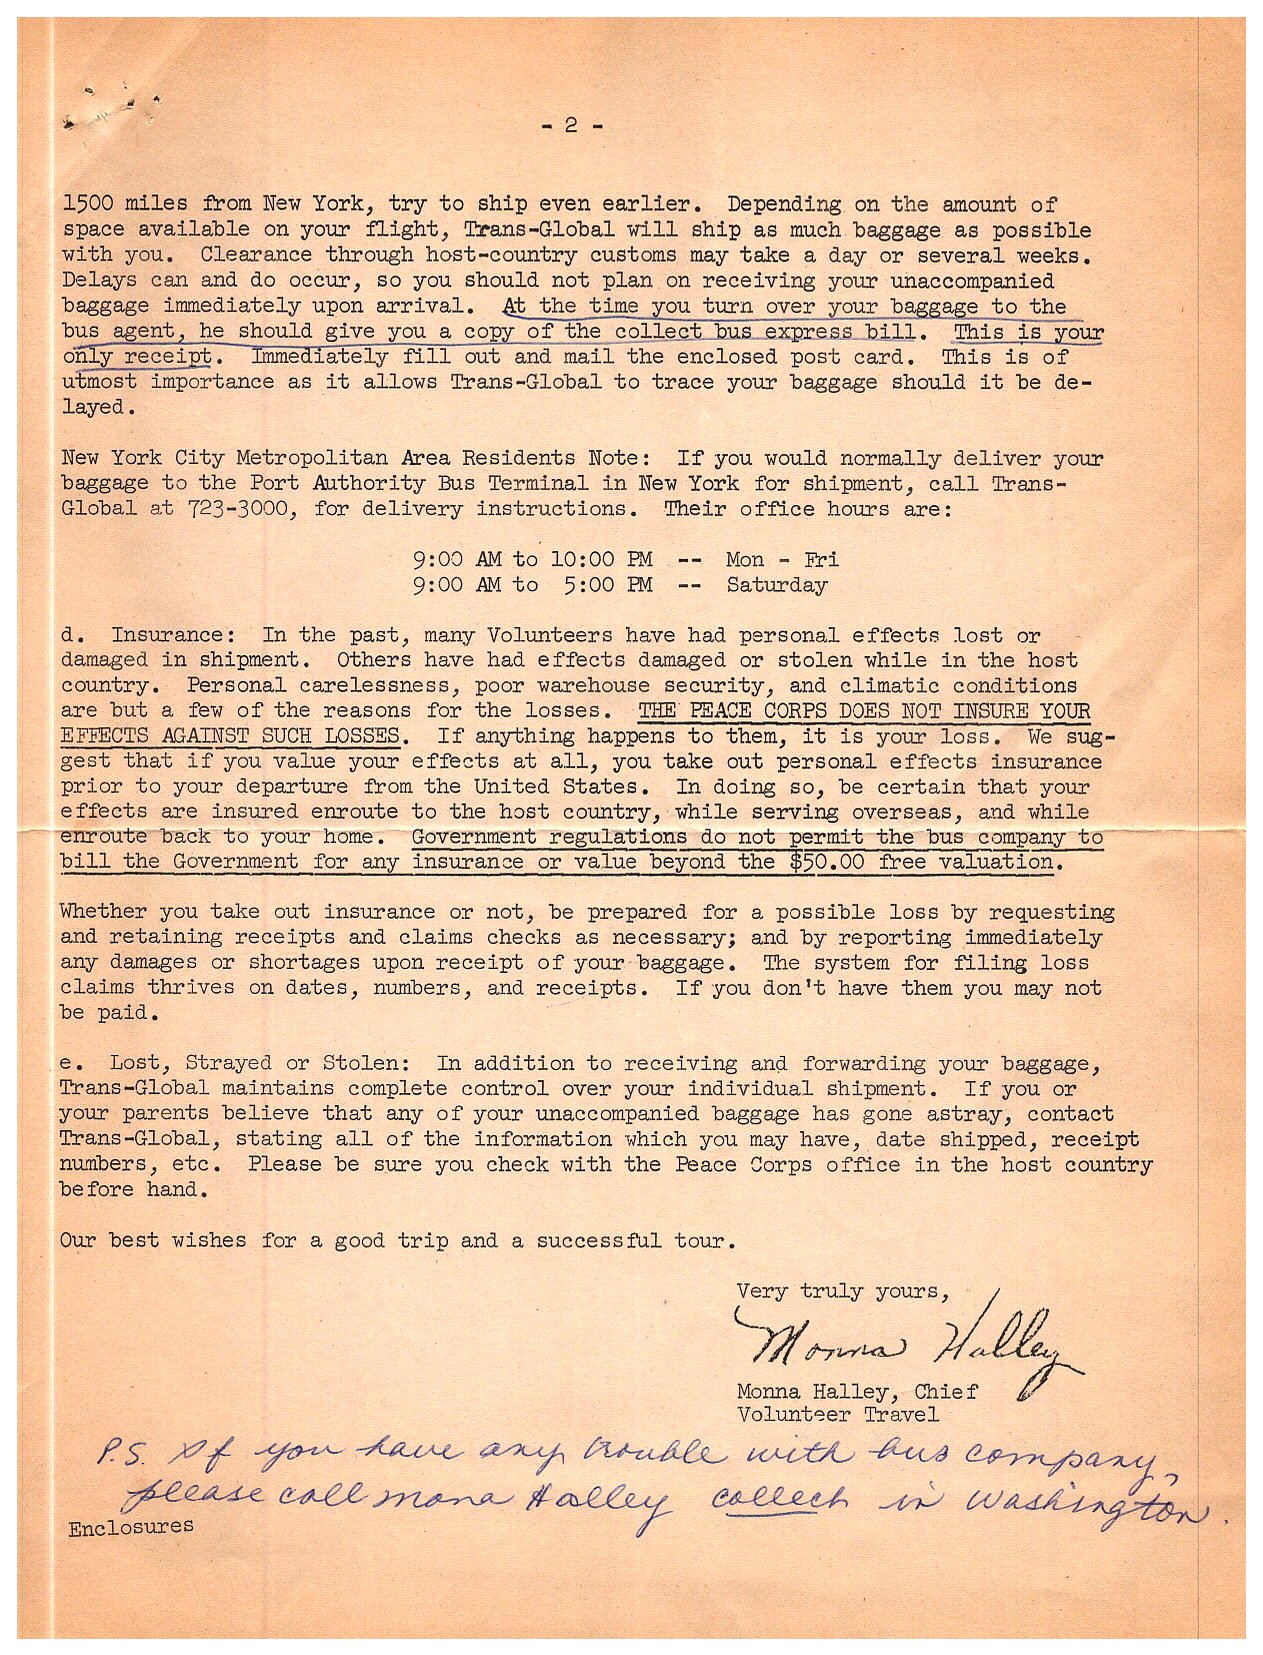 - 2 -
1500 miles from New York, try to ship even earlier. Depending on the amount of
space available on your flight, Trans-Global will ship as much baggage as possible
with you. Clearance through host-country customs may take a day or several weeks.
Delays can and do occur, so you should not plan on receiving your unaccompanied
baggage immediately upon arrival. At the time you turn over your baggage to the
bus agent, he should give you a copy of the collect bus express bill. This is your
only receipt. Immediately fill out and mail the enclosed post card. This is of
utmost importance as it allows Trans-Global to trace your baggage should it be de-
layed.
New York City Metropolitan Area Residents Note: If you would normally deliver your
baggage to the Port Authority Bus Terminal in New York for shipment, call Trans-
Global at 723-3000, for delivery instructions. Their office hours are:
9:00 AM to 10:00 PM -- Mon - Fri
9:00 AM to 5:00 PM -- Saturday
d. Insurance: In the past, many Volunteers have had personal effects lost or
damaged in shipment. Others have had effects damaged or stolen while in the host
country. Personal carelessness, poor warehouse security, and climatic conditions
are but a few of the reasons for the losses. THE PEACE CORPS DOES NOT INSURE YOUR
EFFECTS AGAINST SUCH LOSSES. If anything happens to them, it is your loss. We sug-
gest that if you value your effects at all, you take out personal effects insurance
prior to your departure from the United States. In doing so, be certain that your
effects are insured enroute to the host country, while serving overseas, and while
enroute back to your home. Government regulations do not permit the bus company to
bill the Government for any insurance or value beyond the $50.00 free valuation.
Whether you take out insurance or not, be prepared for a possible loss by requesting
and retaining receipts and claims checks as necessary; and by reporting immediately
any damages or shortages upon receipt of your baggage. The system for filing loss
claims thrives on dates, numbers, and receipts. If you don't have them you may not
be paid.
e. Lost, Strayed or Stolen: In addition to receiving and forwarding your baggage,
Trans-Global maintains complete control over your individual shipment. If you or
your parents believe that any of your unaccompanied baggage has gone astray, contact
Trans-Global, stating all of the information which you may have, date shipped, receipt
numbers, etc. Please be sure you check with the Peace Corps office in the host country
before hand.
Our best wishes for a good trip and a successful tour.
Very truly yours,
Monna Halley
Monna Halley, Chief
Volunteer Travel
P.S. If you have any trouble with bus company,
please call Mona Halley collect in Washington.
Enclosures